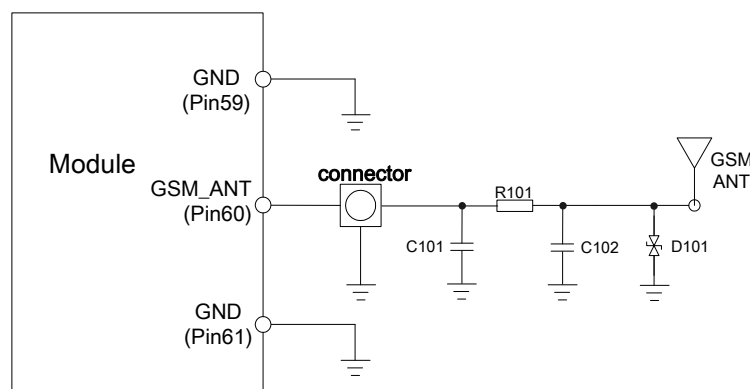 GND
(Pin59)
Module
connector
GSM_ANT
(Pin60)
R101
GSM
ANT
C101
C102
D101
GND
(Pin61)